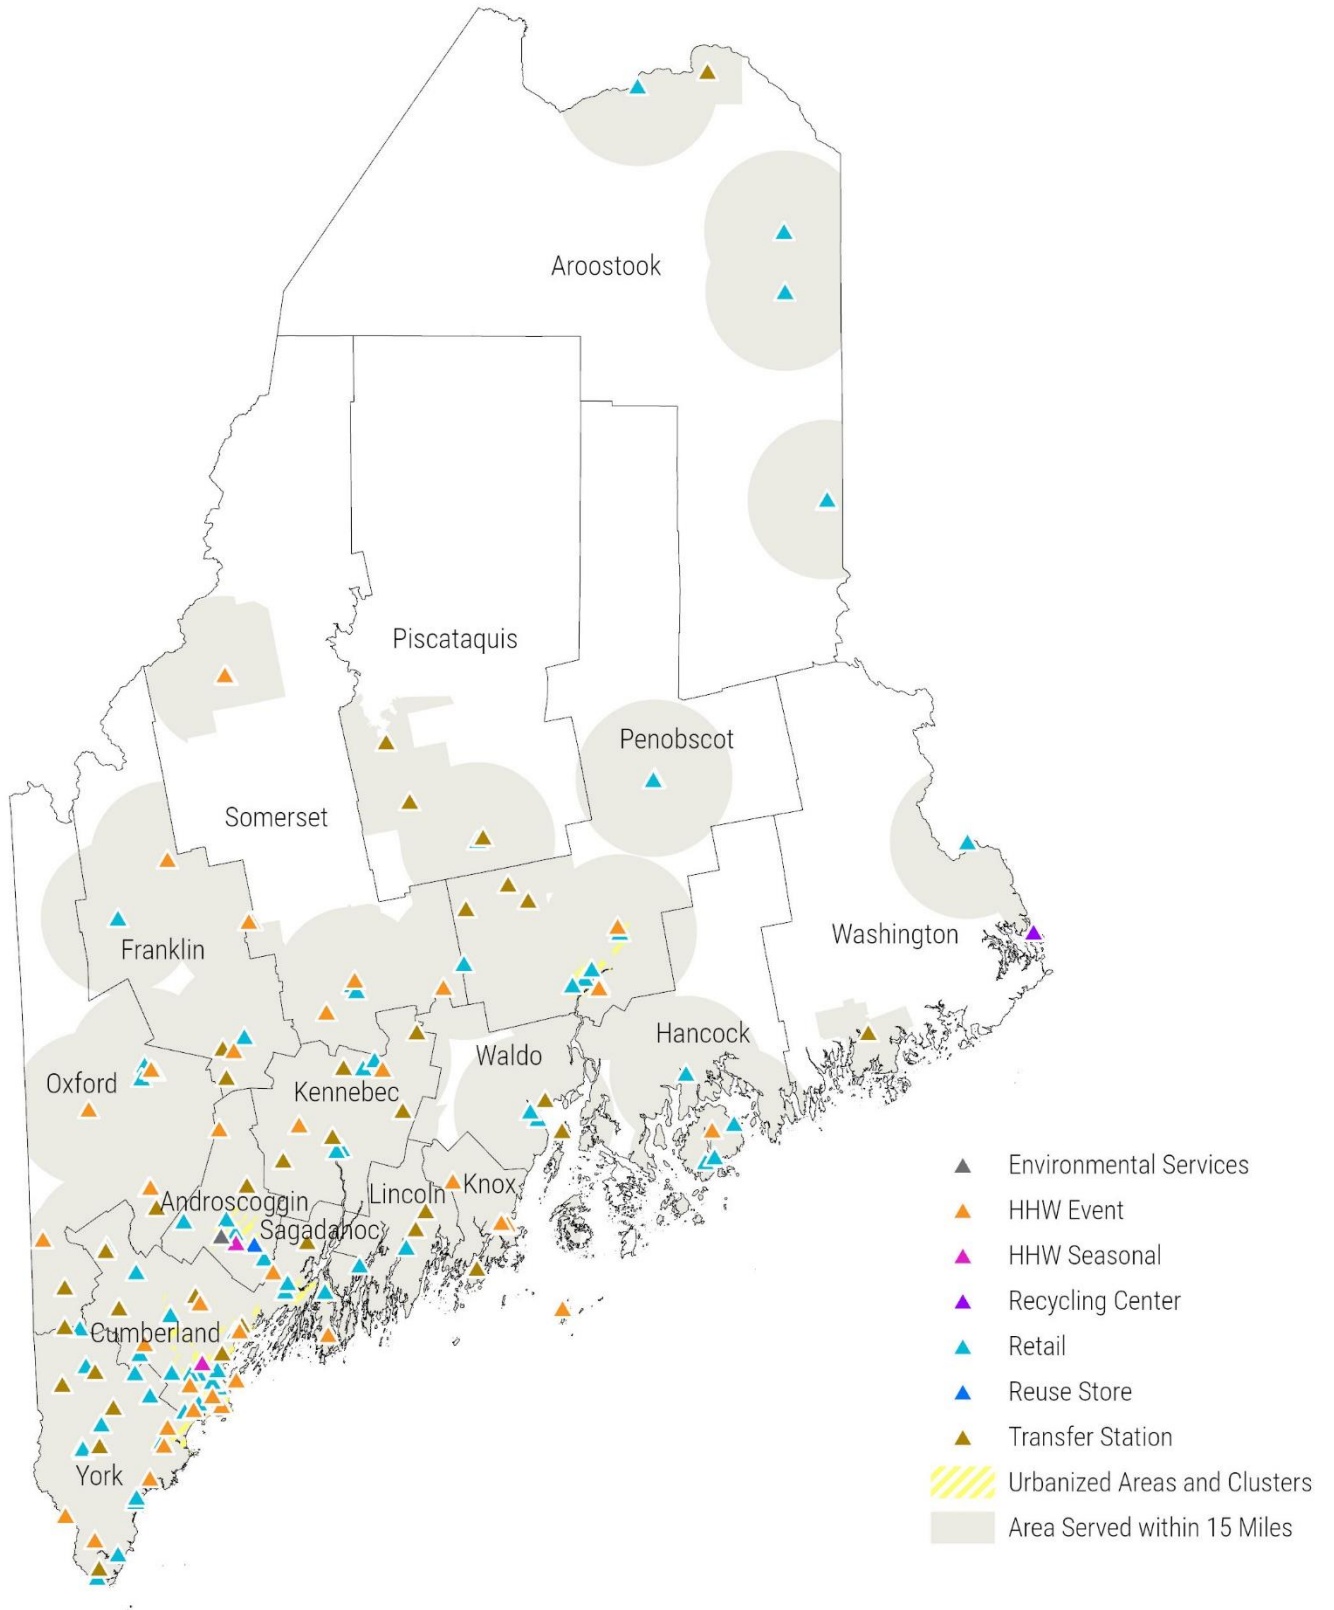 Aroostook
Piscataquis
Penobscot
Somerset
Washington
Franklin
Hancock
Waldo
Oxford
Kennebec
Lincoln
Knox
Androscoggin
Sagadahoc
Cumberland
York
Environmental Services
HHW Event
HHW Seasonal
Recycling Center
Retail
Reuse Store
Transfer Station
Urbanized Areas and Clusters
Area Served within 15 Miles